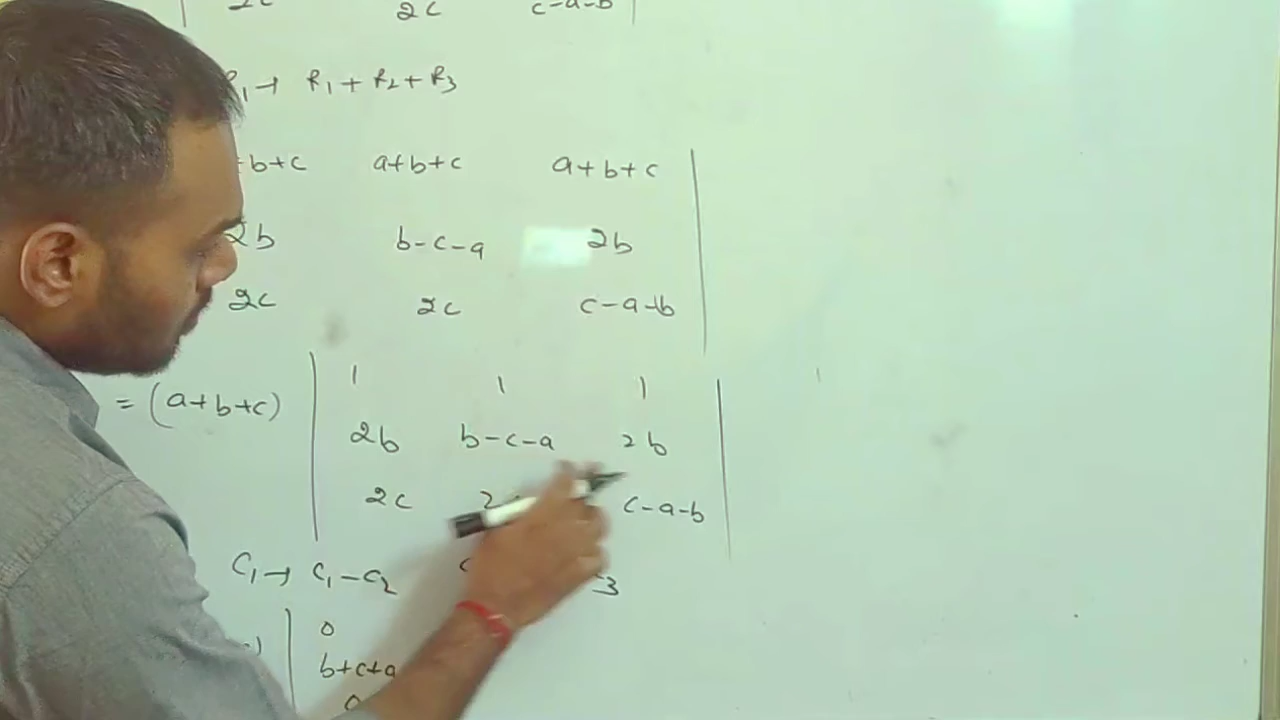 2c 2c c-a-b
R₁ → R₁ + R₂ + R₃
+b+c a+b+c a+b+c
2b b-c-a 2b
2c 2c c-a-b
= (a+b+c) | 1 1 1 |
2b b-c-a 2b
2c 2 c-a-b
C₁ → C₁ - C₂ C 3
) | 0
b+c+a
0